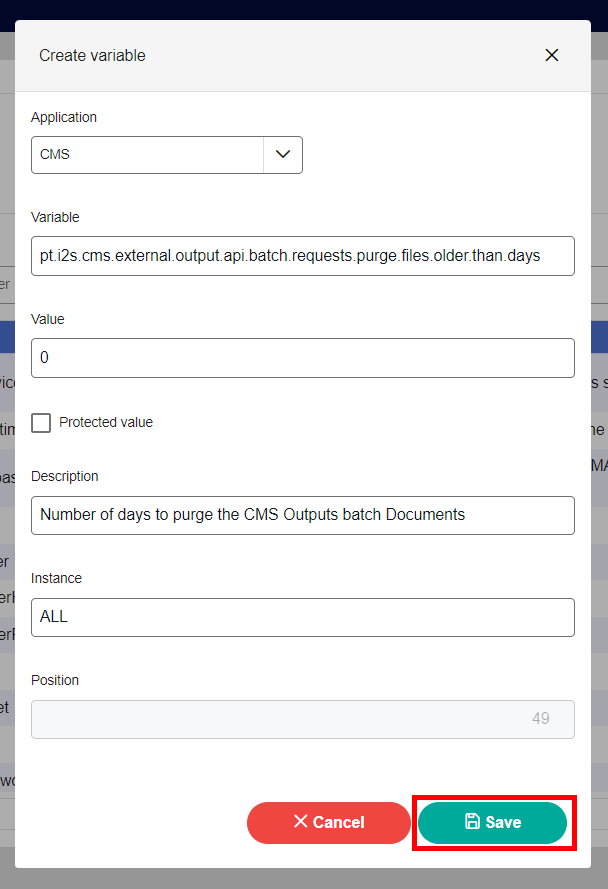 Create variable
Application
CMS
Variable
pt.i2s.cms.external.output.api.batch.requests.purge.files.older.than.days
Value
0
Protected value
Description
Number of days to purge the CMS Outputs batch Documents
Instance
ALL
Position
49
Cancel
Save